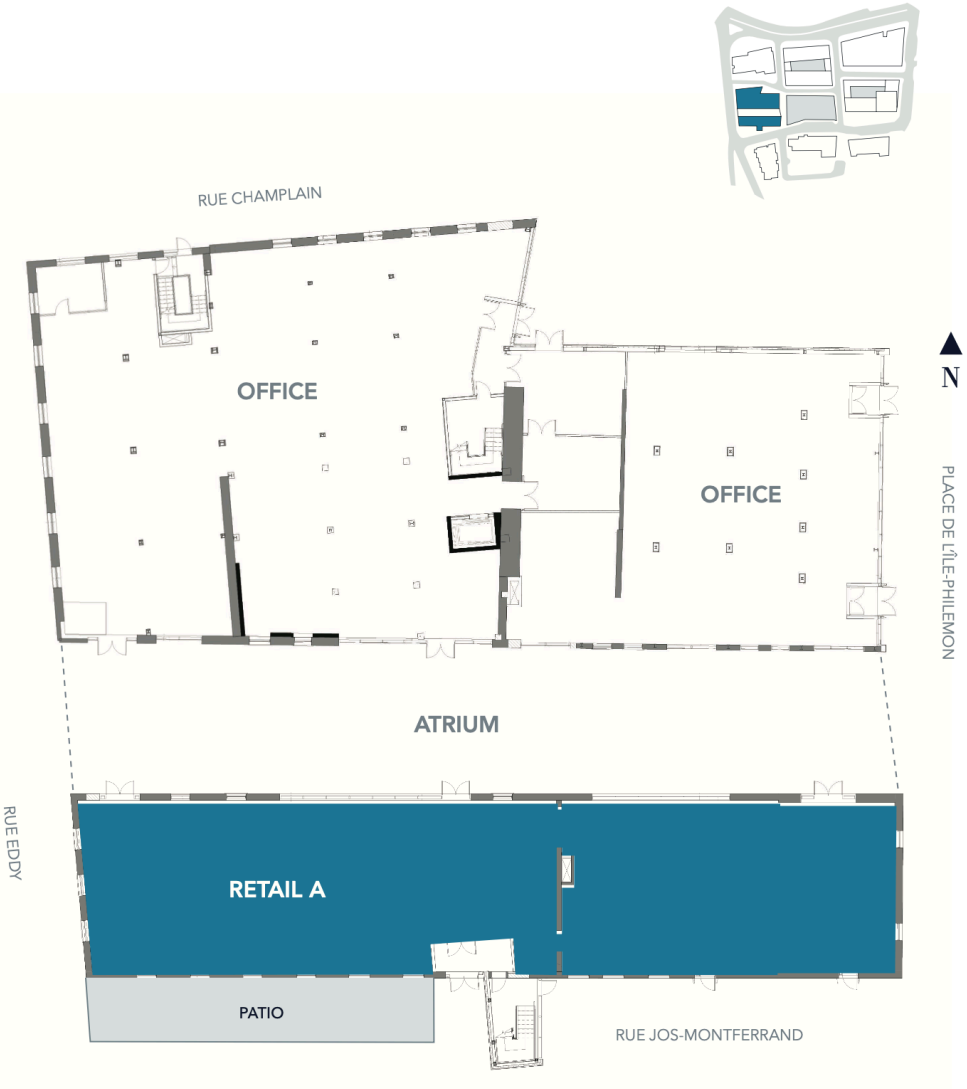 RUE CHAMPLAIN
OFFICE
N
OFFICE
PLACE DE L'ÎLE-PHILEMON
ATRIUM
RUE EDDY
RETAIL A
PATIO
RUE JOS-MONTFERRAND